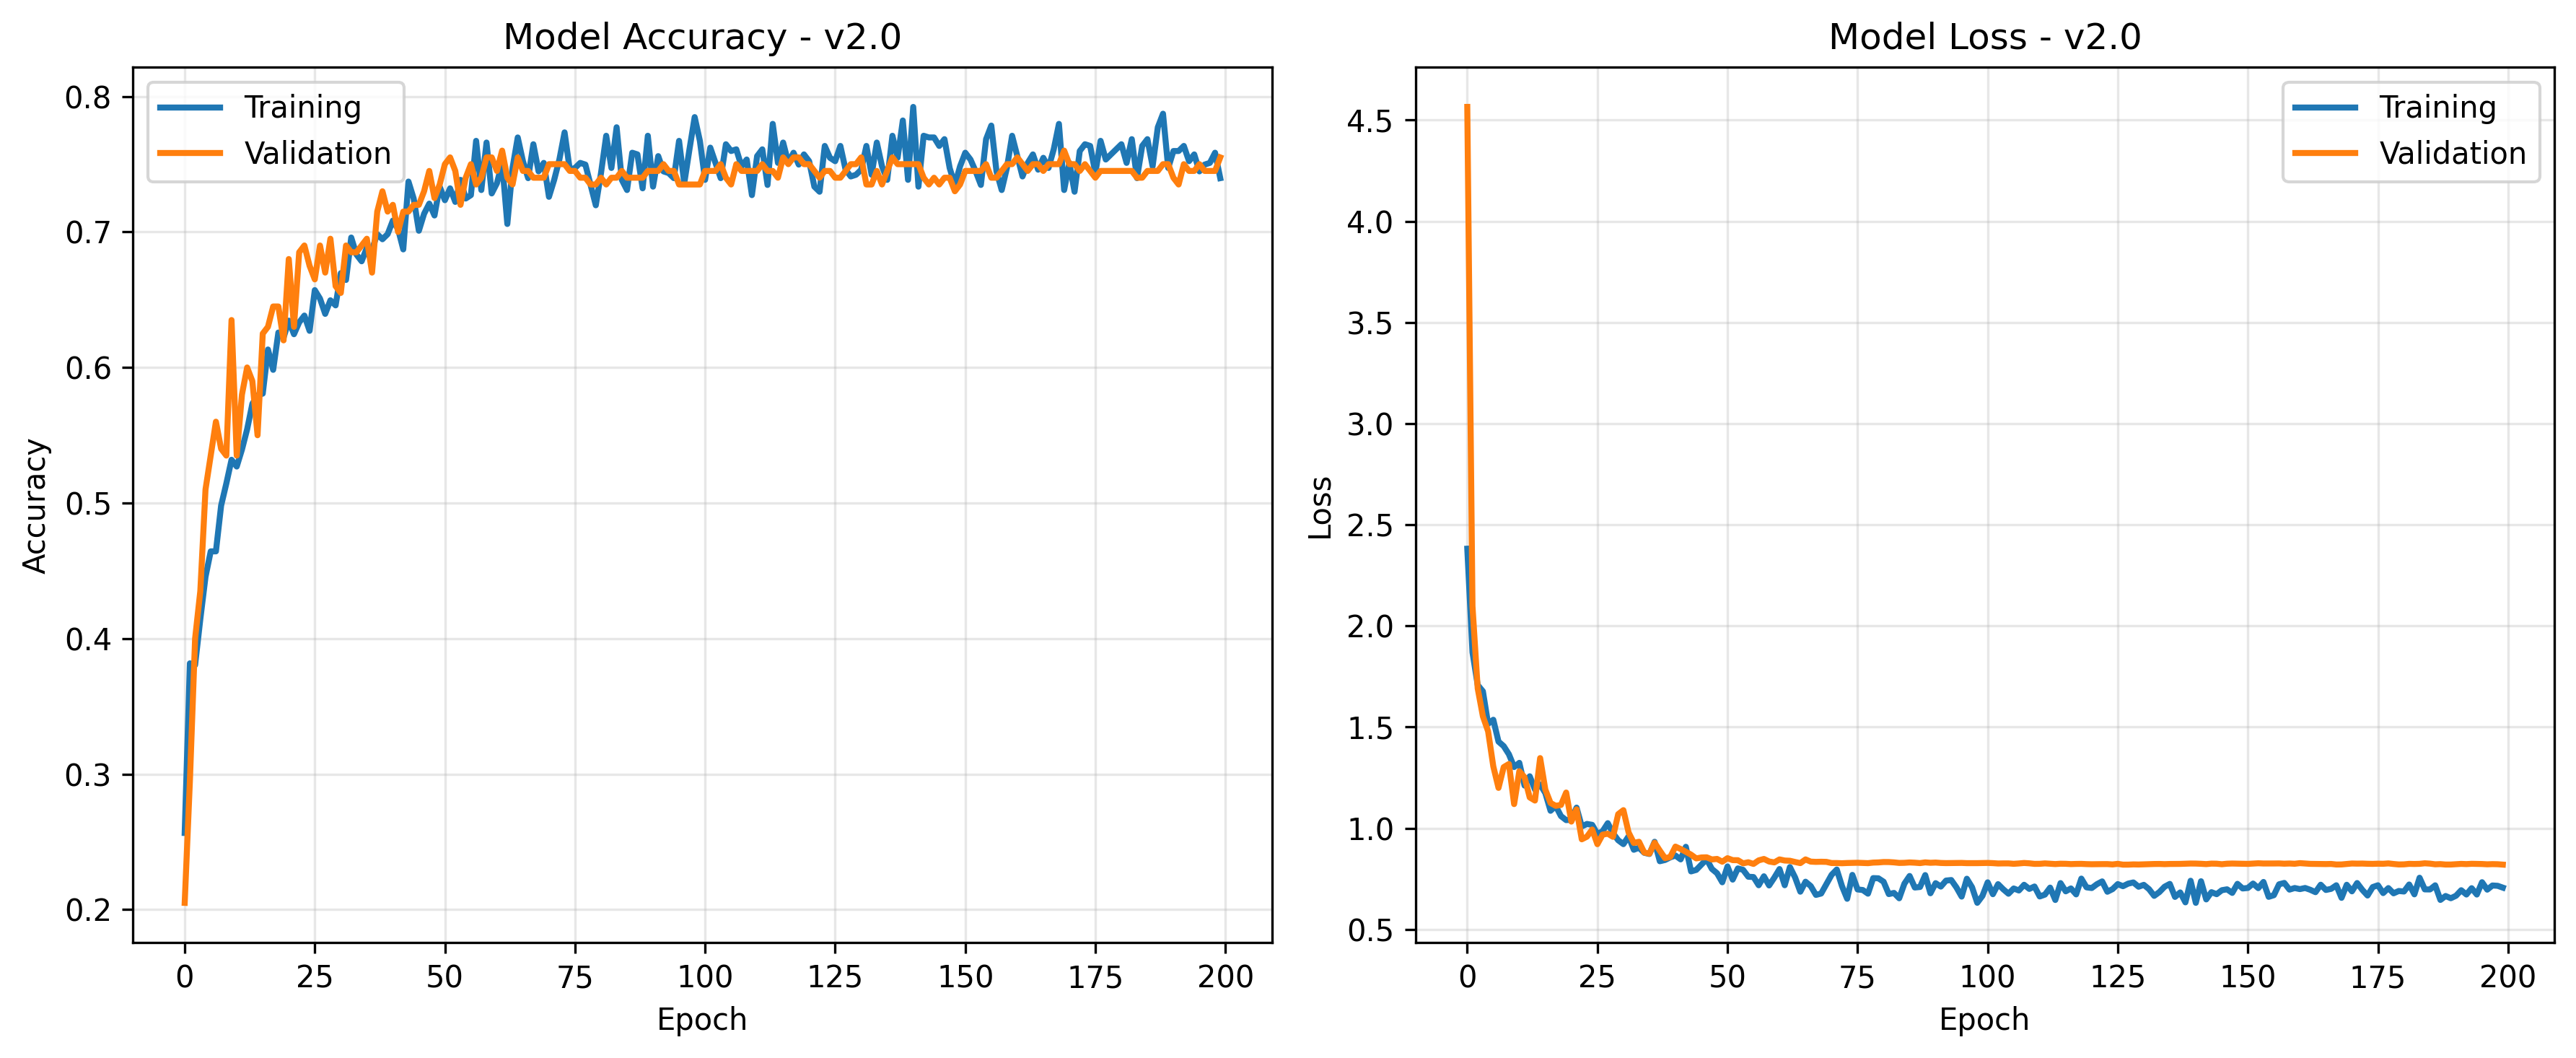 Model Accuracy - v2.0
Training
Validation
0.8
0.7
0.6
0.5
0.4
0.3
0.2
Accuracy
0 25 50 75 100 125 150 175 200
Epoch
Model Loss - v2.0
Training
Validation
4.5
4.0
3.5
3.0
2.5
2.0
1.5
1.0
0.5
Loss
0 25 50 75 100 125 150 175 200
Epoch